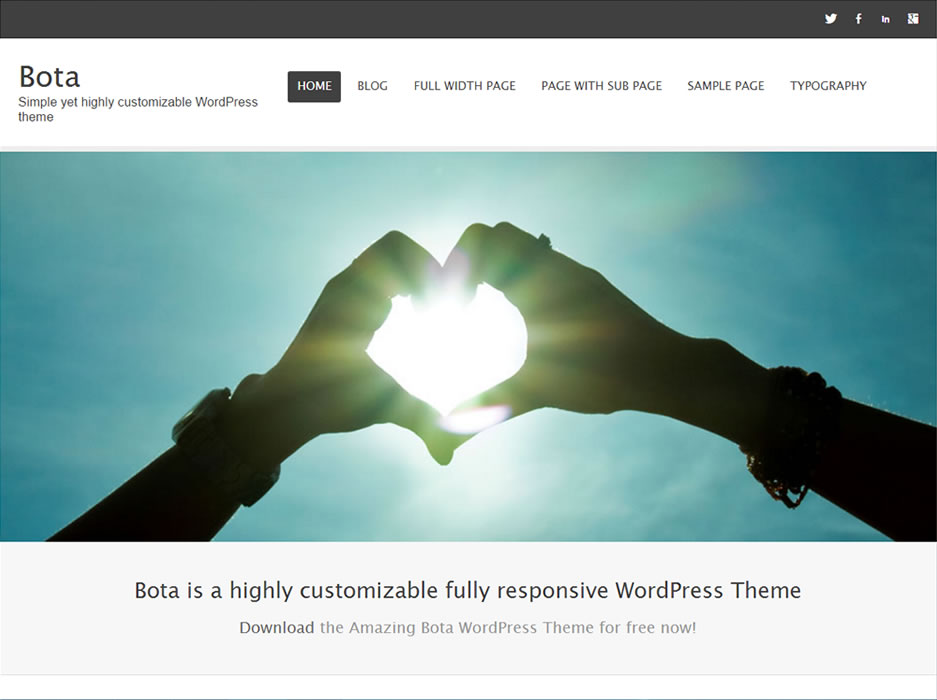 Bota
Simple yet highly customizable WordPress
theme
HOME BLOG FULL WIDTH PAGE PAGE WITH SUB PAGE SAMPLE PAGE TYPOGRAPHY
Bota is a highly customizable fully responsive WordPress Theme
Download the Amazing Bota WordPress Theme for free now!